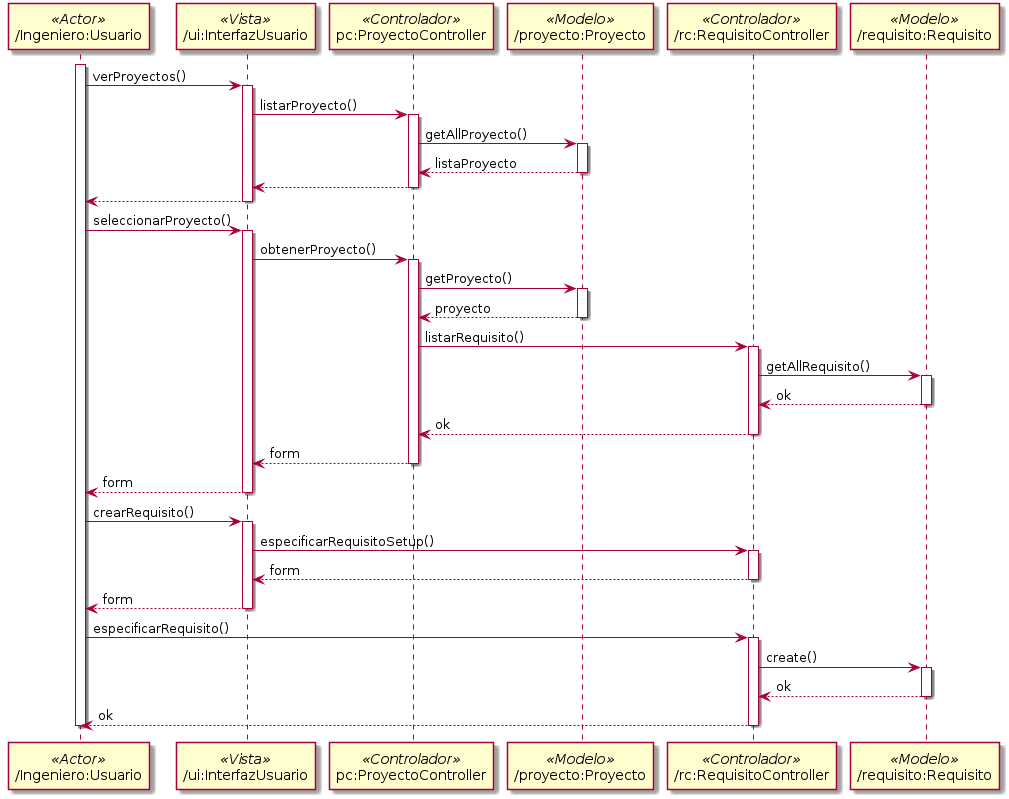 «Actor»
/Ingeniero:Usuario
«Vista»
/ui:InterfazUsuario
«Controlador»
pc:ProyectoController
«Modelo»
/proyecto:Proyecto
«Controlador»
/rc:RequisitoController
«Modelo»
/requisito:Requisito
verProyectos()
listarProyecto()
getAllProyecto()
listaProyecto
seleccionarProyecto()
obtenerProyecto()
getProyecto()
proyecto
listarRequisito()
getAllRequisito()
ok
ok
form
form
crearRequisito()
especificarRequisitoSetup()
form
form
especificarRequisito()
create()
ok
ok
«Actor»
/Ingeniero:Usuario
«Vista»
/ui:InterfazUsuario
«Controlador»
pc:ProyectoController
«Modelo»
/proyecto:Proyecto
«Controlador»
/rc:RequisitoController
«Modelo»
/requisito:Requisito